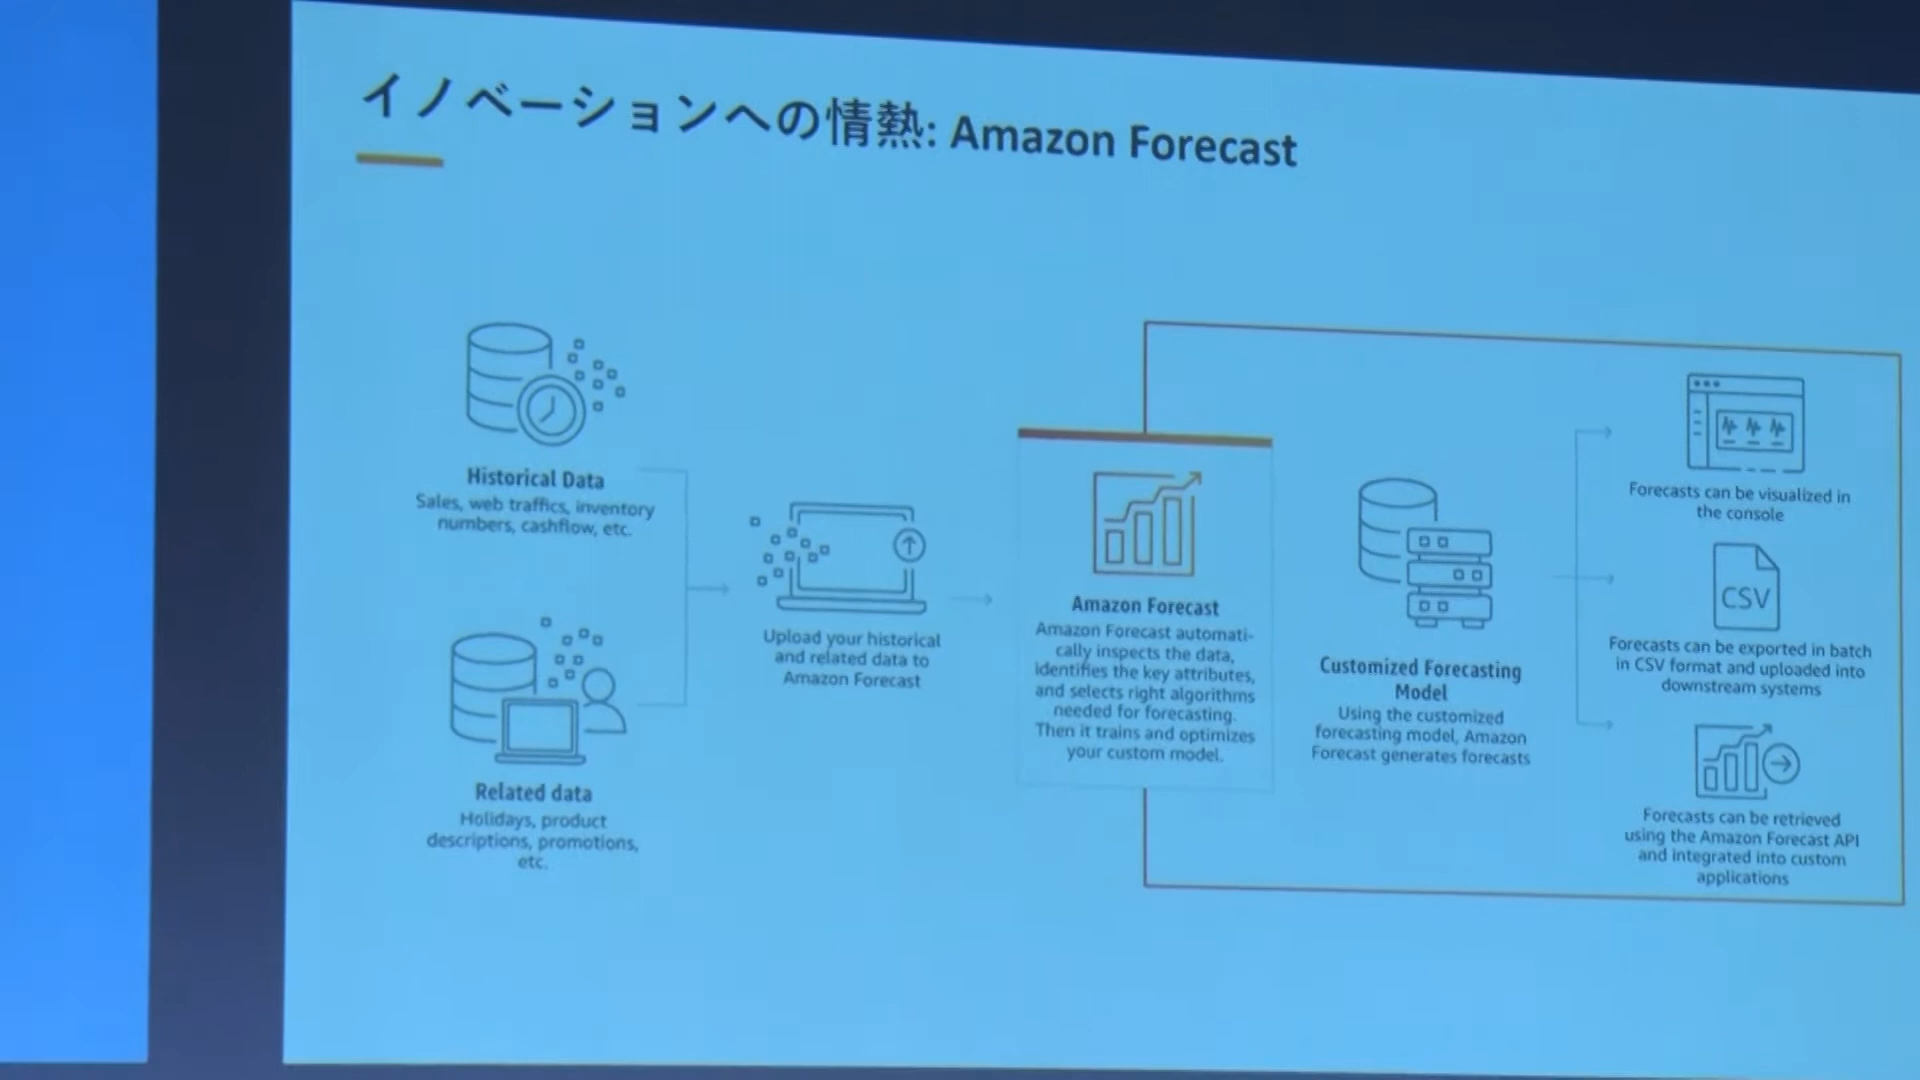 イノベーションへの情熱: Amazon Forecast
Historical Data
Sales, web traffics, inventory
numbers, cashflow, etc.
Related data
Holidays, product
descriptions, promotions,
etc.
Upload your historical
and related data to
Amazon Forecast
Amazon Forecast
Amazon Forecast automati-
cally inspects the data,
identifies the key attributes,
and selects right algorithms
needed for forecasting.
Then it trains and optimizes
your custom model.
Customized Forecasting
Model
Using the customized
forecasting model, Amazon
Forecast generates forecasts
Forecasts can be visualized in
the console
CSV
Forecasts can be exported in batch
in CSV format and uploaded into
downstream systems
Forecasts can be retrieved
using the Amazon Forecast API
and integrated into custom
applications